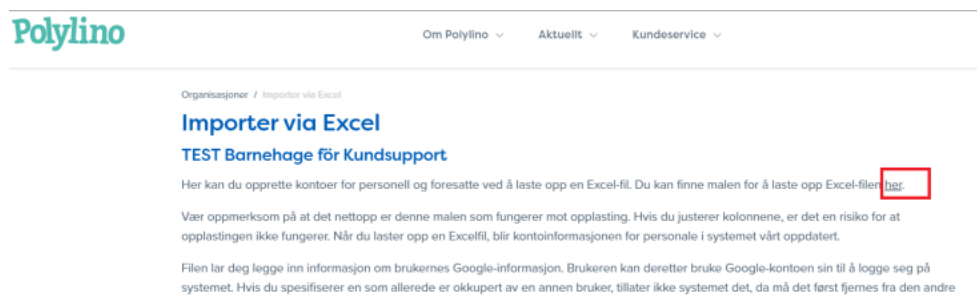 Polylino
Om Polylino Aktuellt Kundeservice
Organisasjoner / Importer via Excel
Importer via Excel
TEST Barnehage för Kundsupport
Her kan du opprette kontoer for personell og foresatte ved å laste opp en Excel-fil. Du kan finne malen for å laste opp Excel-filen her.
Vær oppmerksom på at det nettopp er denne malen som fungerer mot opplasting. Hvis du justerer kolonnene, er det en risiko for at
opplastingen ikke fungerer. Når du laster opp en Excelfil, blir kontoinformasjonen for personale i systemet vårt oppdatert.
Filen lar deg legge inn informasjon om brukernes Google-informasjon. Brukeren kan deretter bruke Google-kontoen sin til å logge seg på
systemet. Hvis du spesifiserer en som allerede er okkupert av en annen bruker, tillater ikke systemet det, da må det først fjernes fra den andre